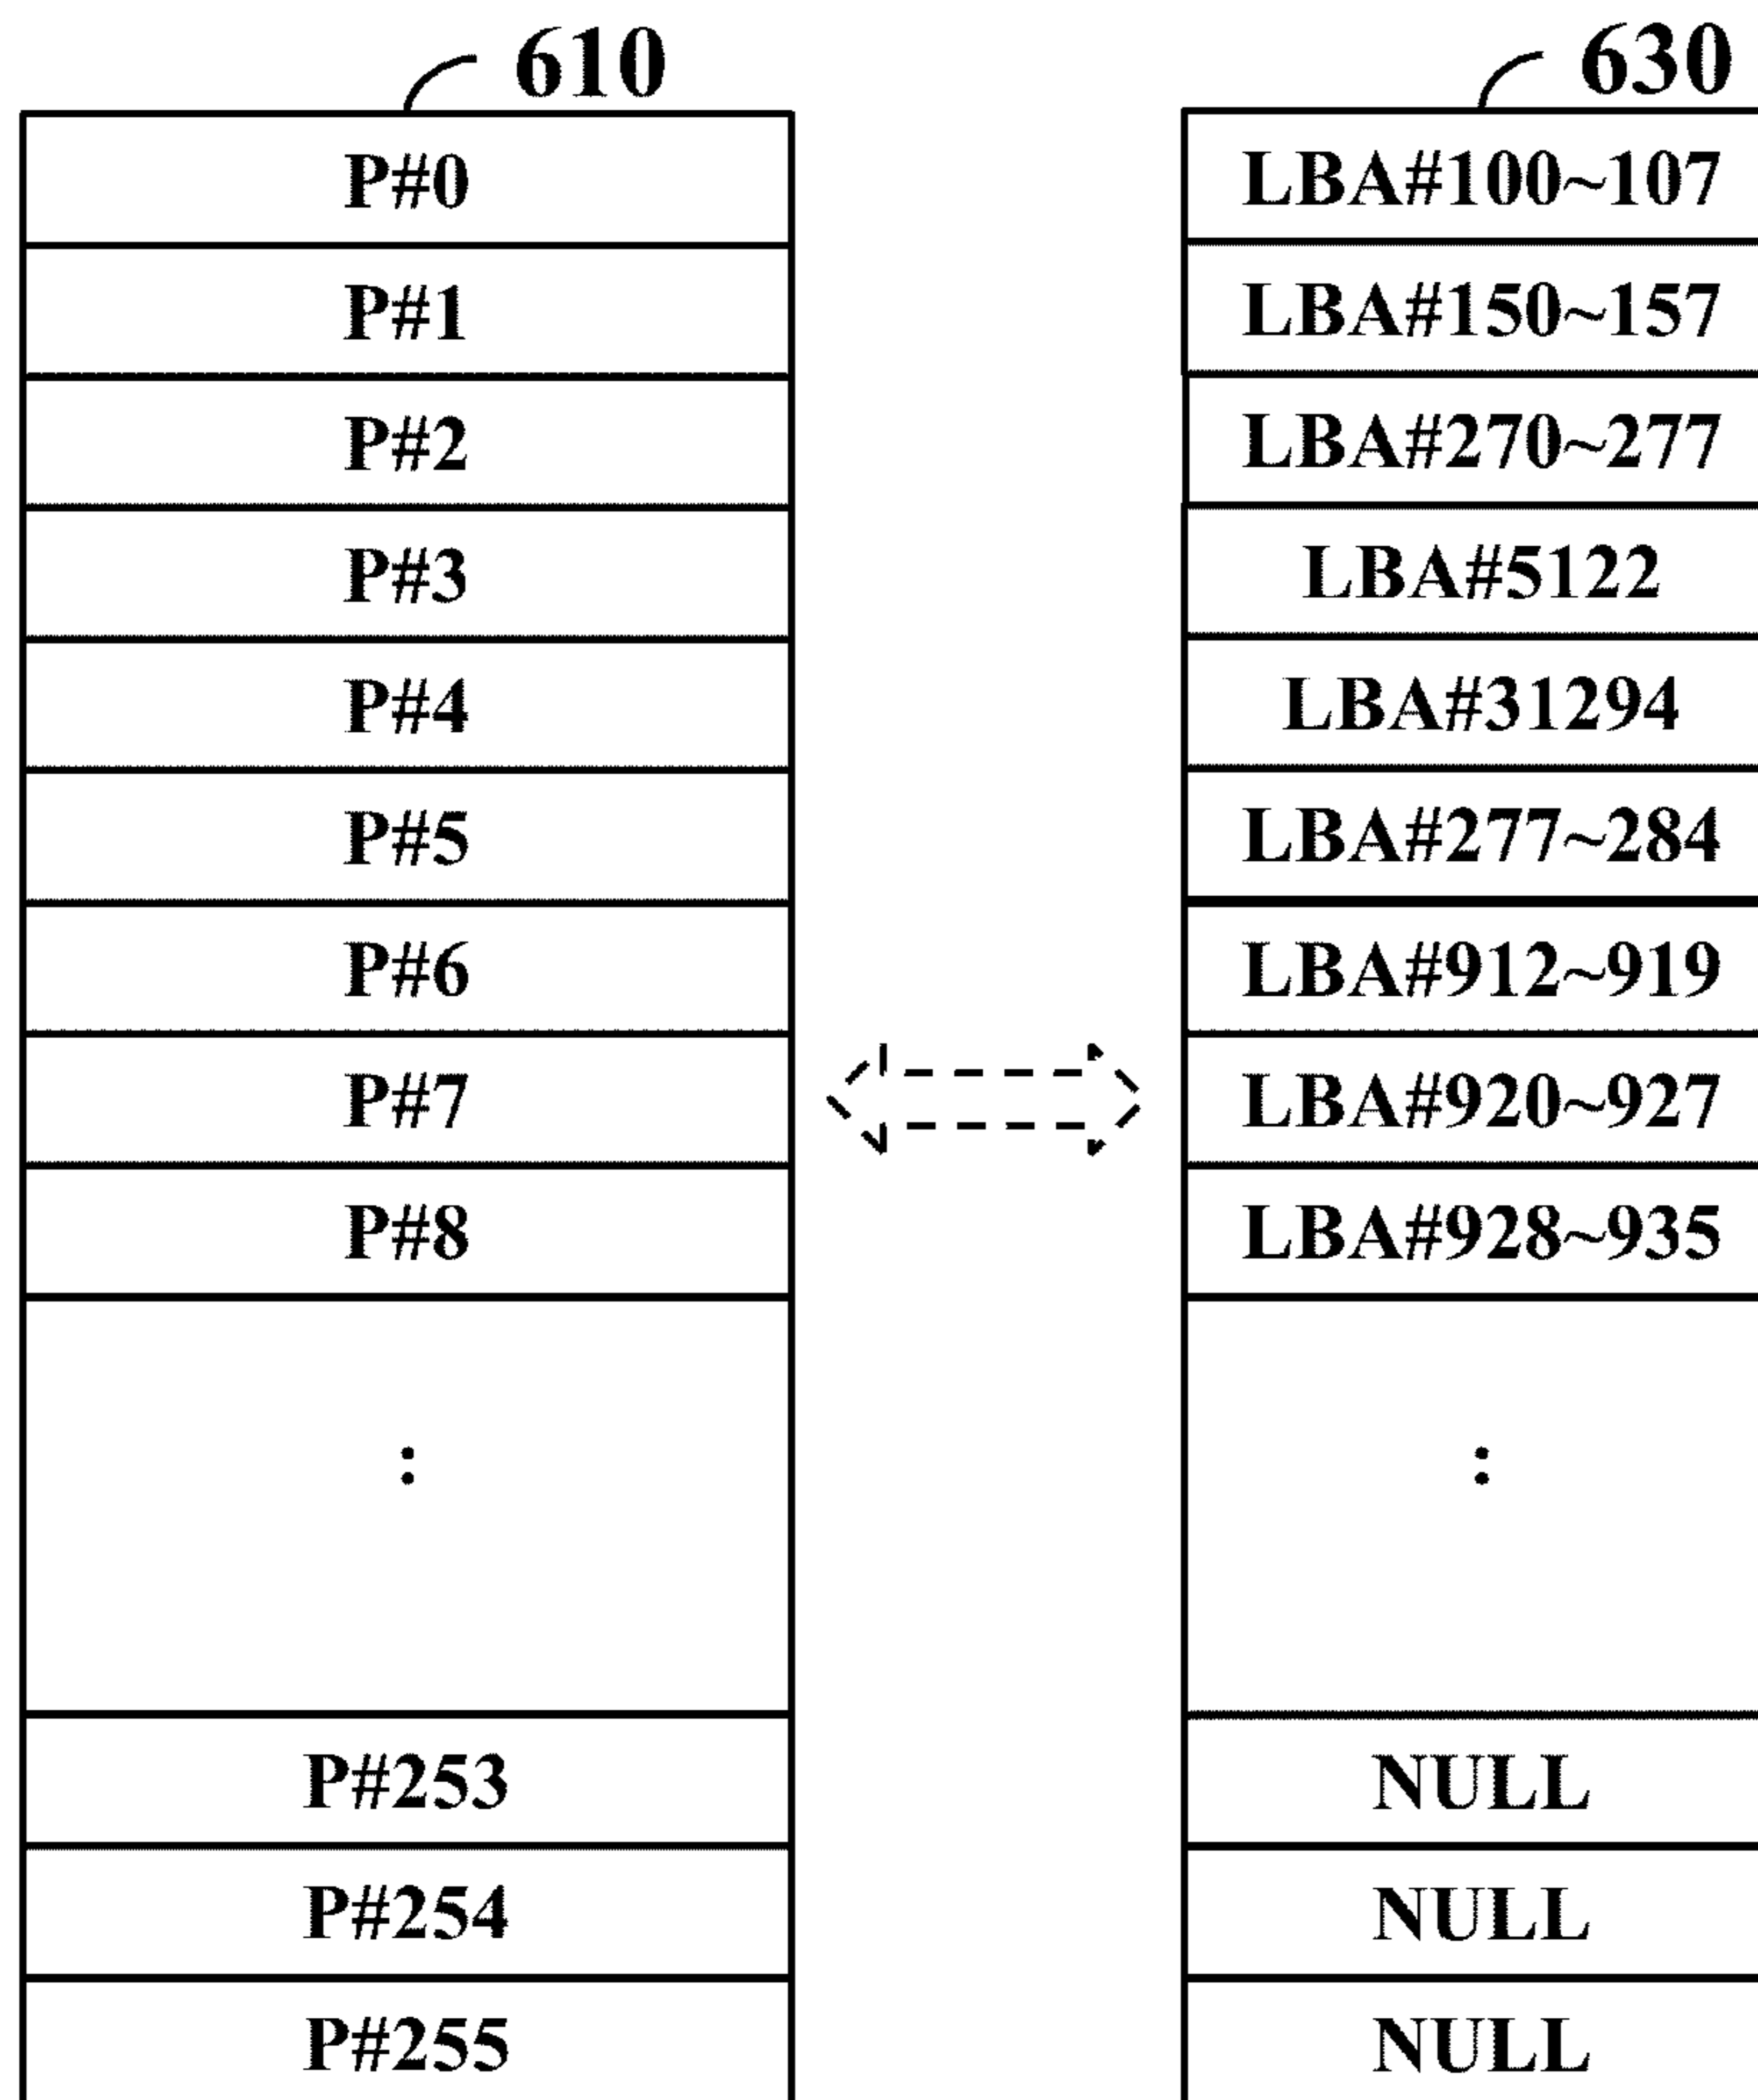 610 630
P#0 LBA#100~107
P#1 LBA#150~157
P#2 LBA#270~277
P#3 LBA#5122
P#4 LBA#31294
P#5 LBA#277~284
P#6 LBA#912~919
P#7 LBA#920~927
P#8 LBA#928~935
: :
P#253 NULL
P#254 NULL
P#255 NULL